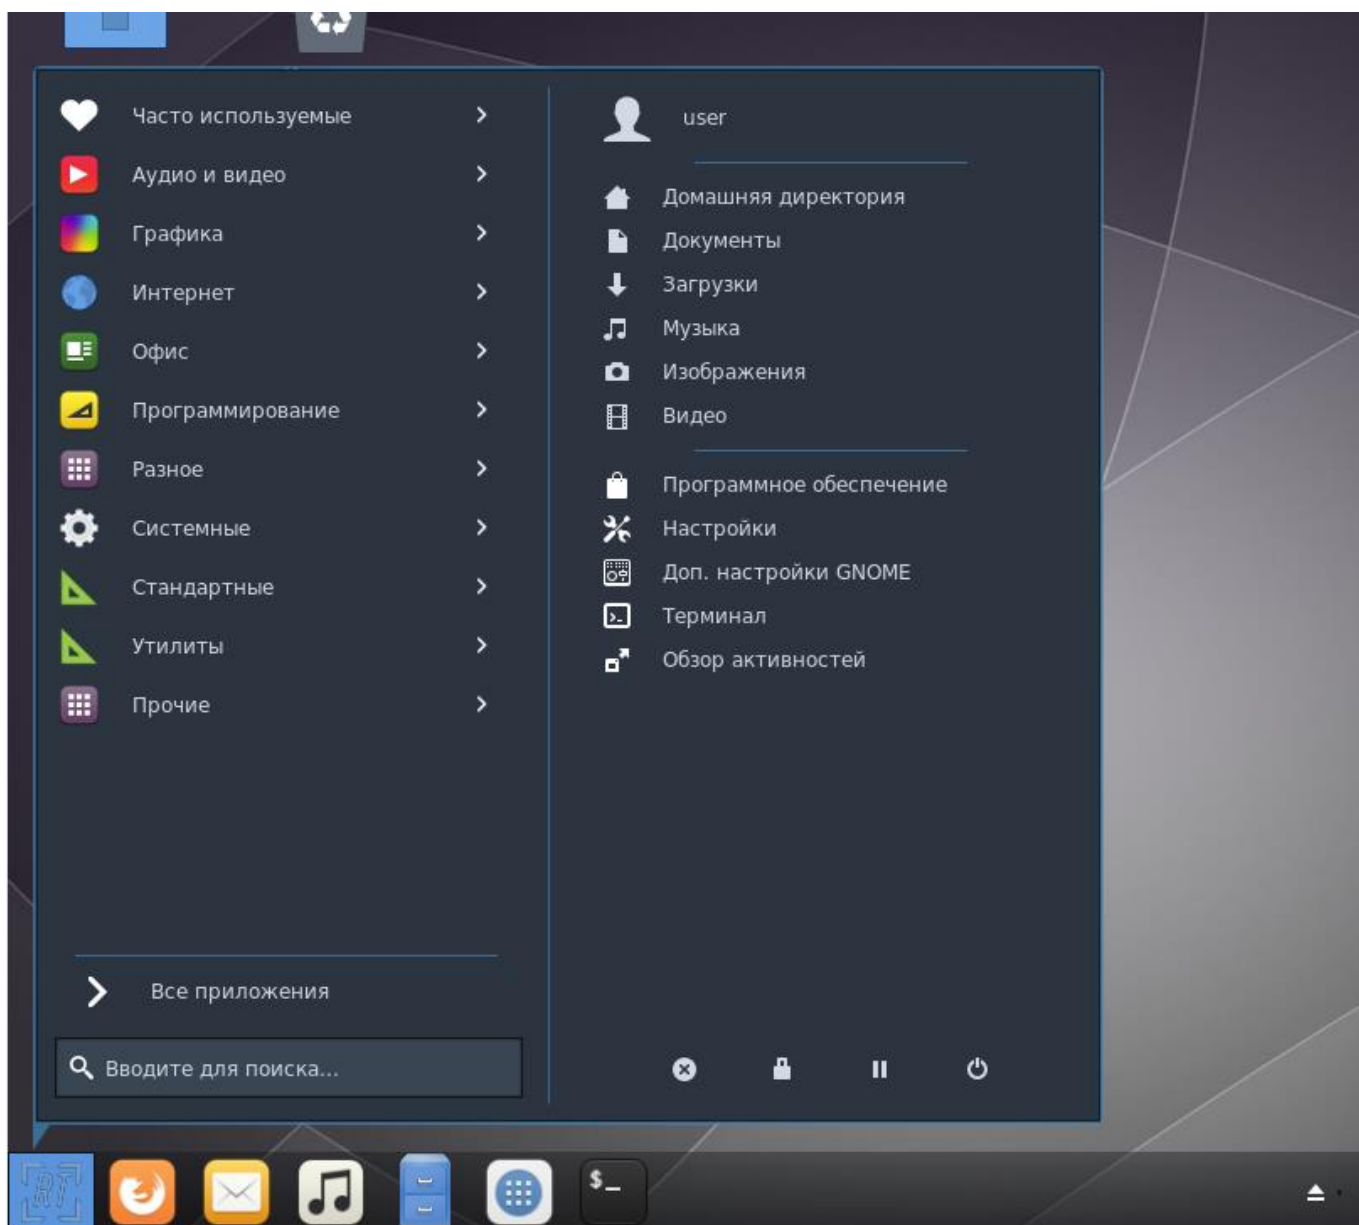 Часто используемые
Аудио и видео
Графика
Интернет
Офис
Программирование
Разное
Системные
Стандартные
Утилиты
Прочие
Все приложения
Вводите для поиска...
user
Домашняя директория
Документы
Загрузки
Музыка
Изображения
Видео
Программное обеспечение
Настройки
Доп. настройки GNOME
Терминал
Обзор активностей
RT
$_